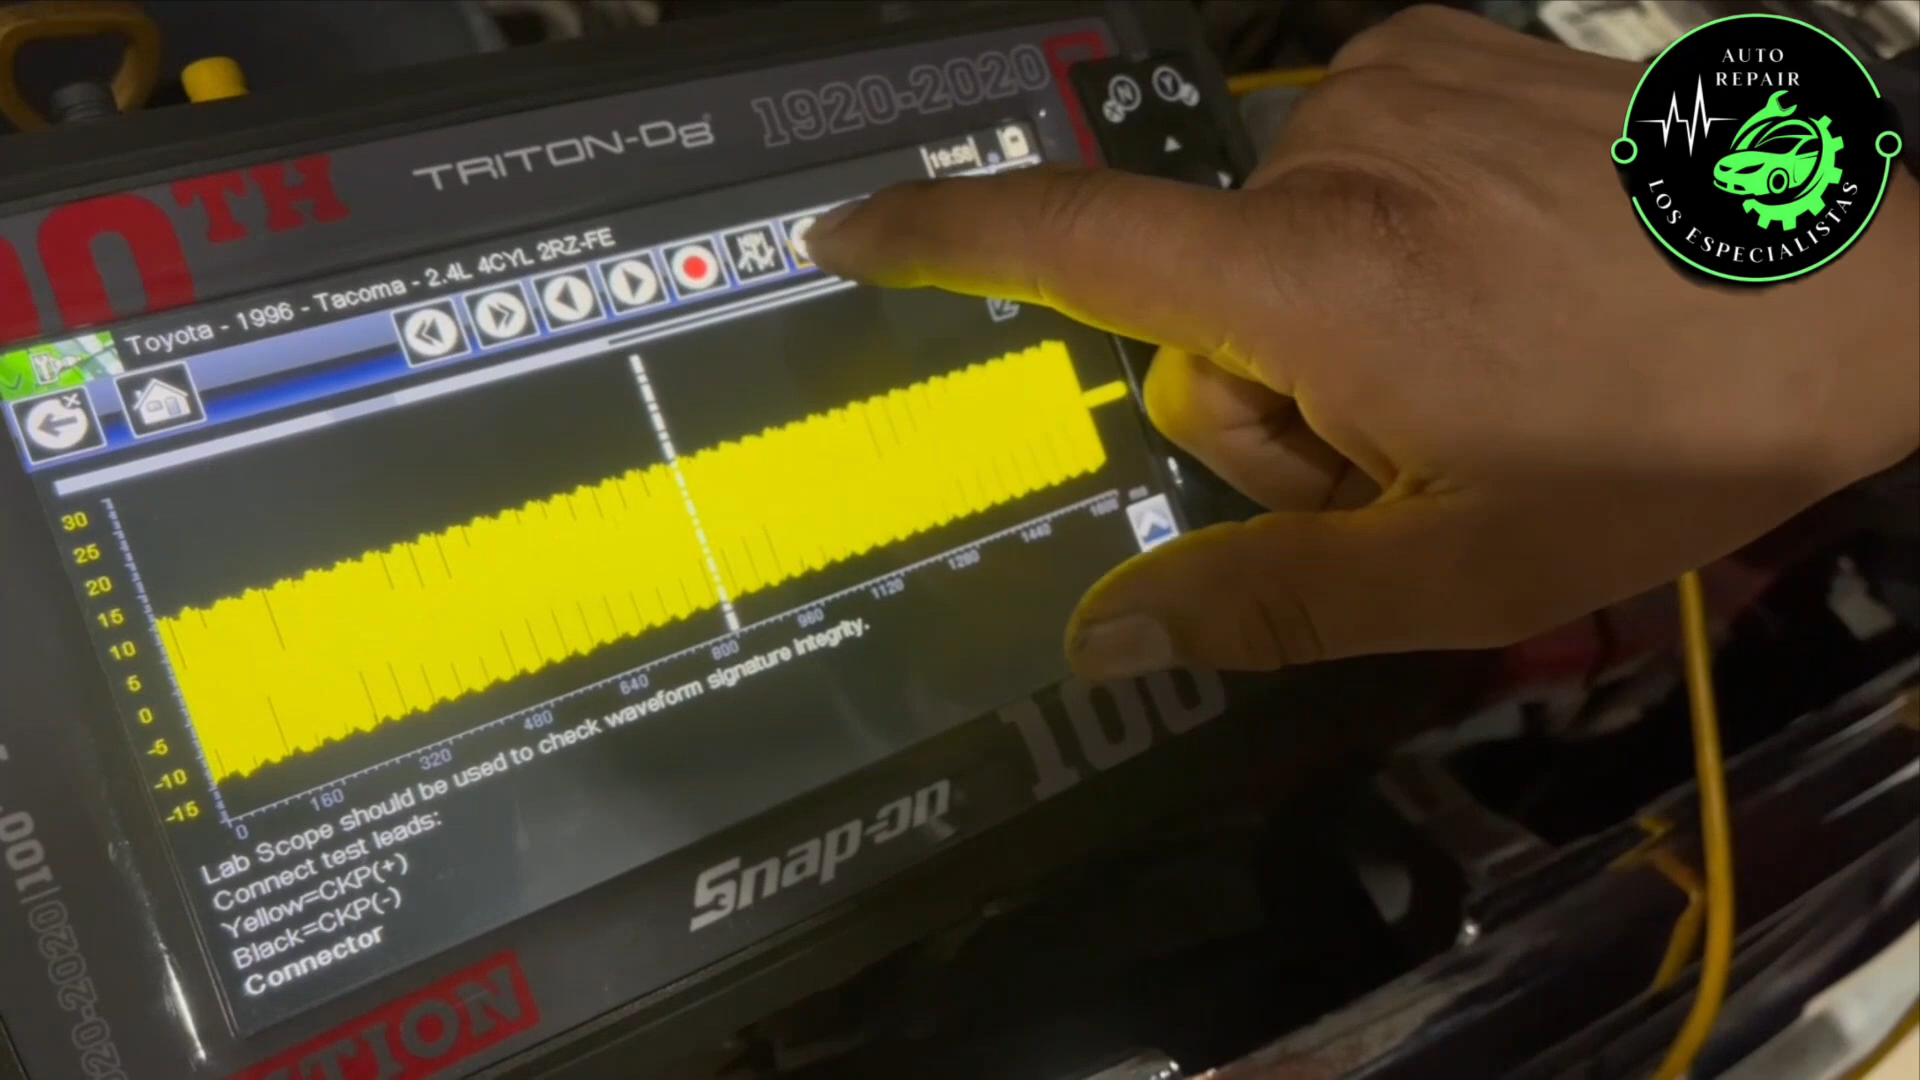 AUTO
REPAIR
LOS ESPECIALISTAS
1920-2020
TRITON-D8
TH
N
Y
19:58
Toyota - 1996 - Tacoma - 2.4L 4CYL 2RZ-FE
30
25
20
15
10
5
0
-5
-10
-15
0
160
320
480
640
800
960
1120
1280
1440
1600
ms
Lab Scope should be used to check waveform signature integrity.
Connect test leads:
Yellow=CKP(+)
Black=CKP(-)
Connector
Snap-on
100